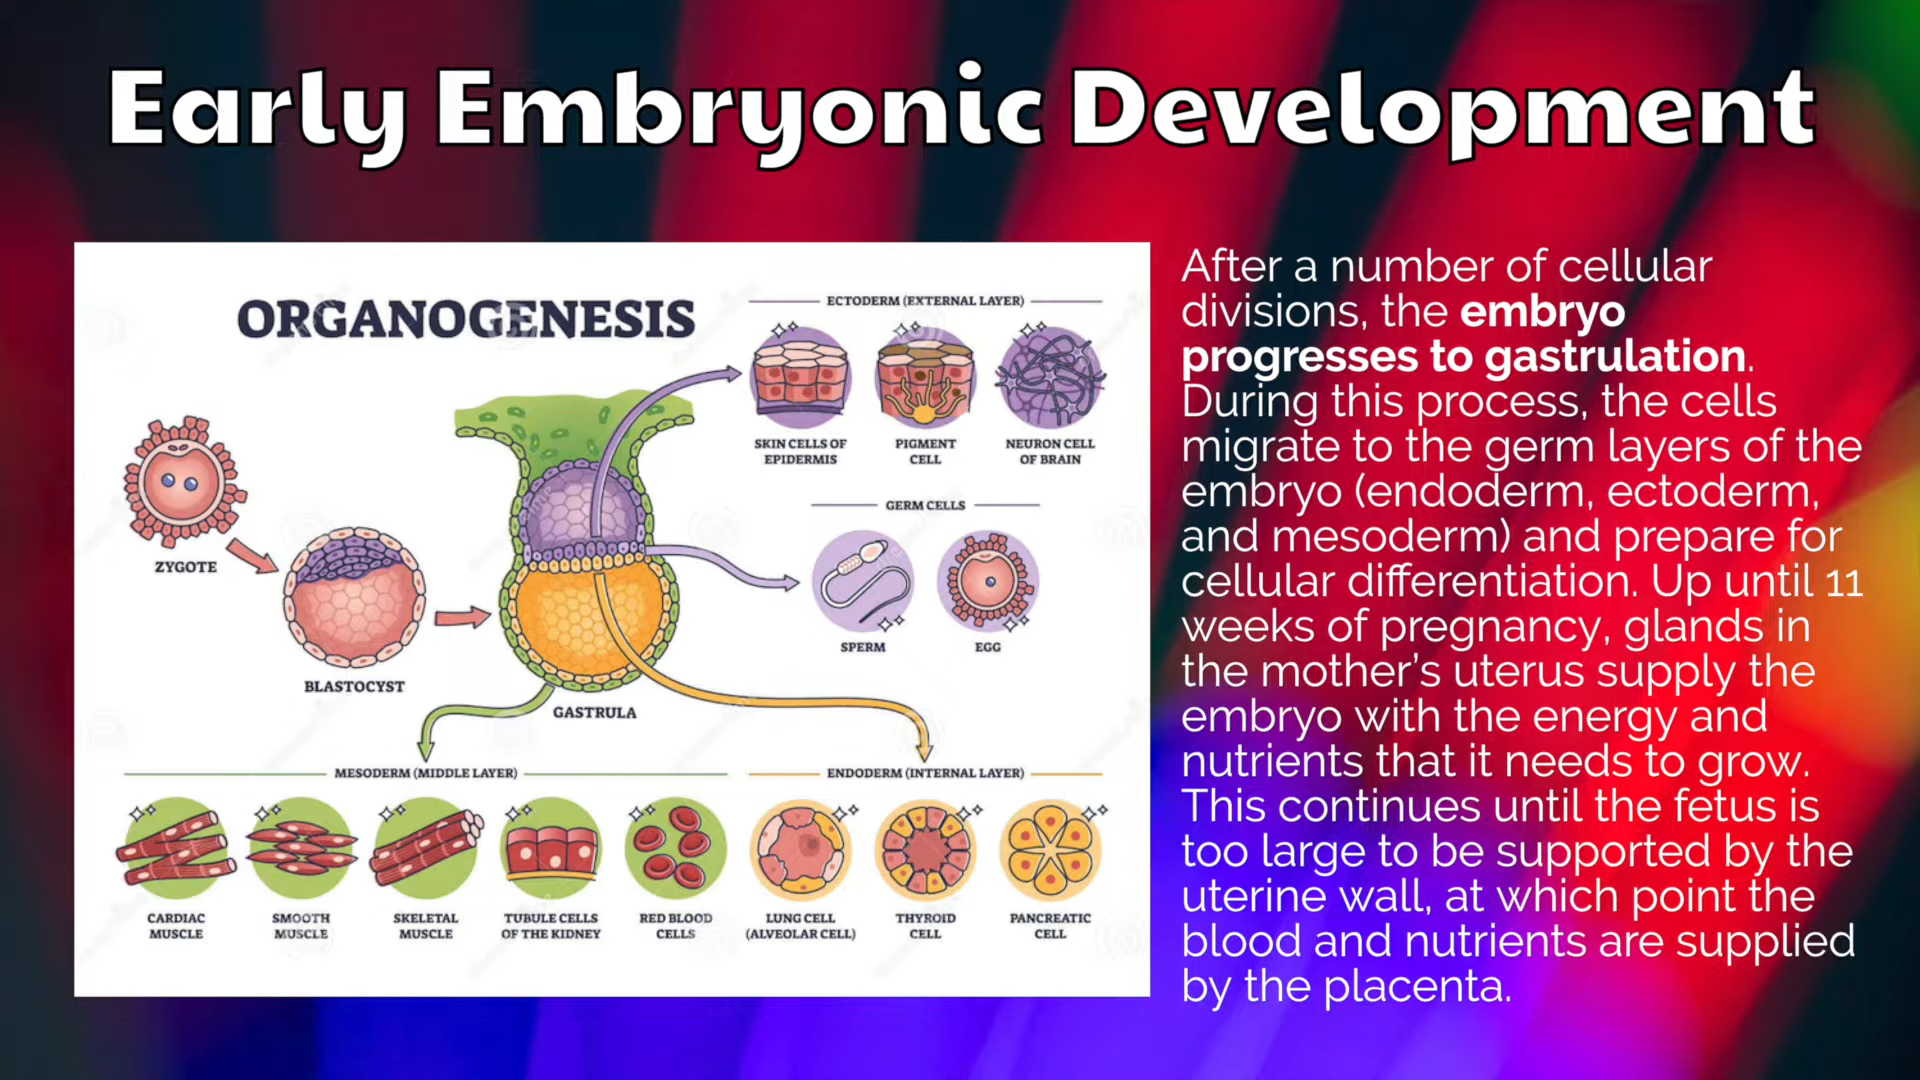 Early Embryonic Development
ORGANOGENESIS
ECTODERM (EXTERNAL LAYER)
SKIN CELLS OF
EPIDERMIS
PIGMENT
CELL
NEURON CELL
OF BRAIN
GERM CELLS
SPERM
EGG
ZYGOTE
BLASTOCYST
GASTRULA
MESODERM (MIDDLE LAYER)
CARDIAC
MUSCLE
SMOOTH
MUSCLE
SKELETAL
MUSCLE
TUBULE CELLS
OF THE KIDNEY
RED BLOOD
CELLS
ENDODERM (INTERNAL LAYER)
LUNG CELL
(ALVEOLAR CELL)
THYROID
CELL
PANCREATIC
CELL
After a number of cellular
divisions, the embryo
progresses to gastrulation.
During this process, the cells
migrate to the germ layers of the
embryo (endoderm, ectoderm,
and mesoderm) and prepare for
cellular differentiation. Up until 11
weeks of pregnancy, glands in
the mother's uterus supply the
embryo with the energy and
nutrients that it needs to grow.
This continues until the fetus is
too large to be supported by the
uterine wall, at which point the
blood and nutrients are supplied
by the placenta.